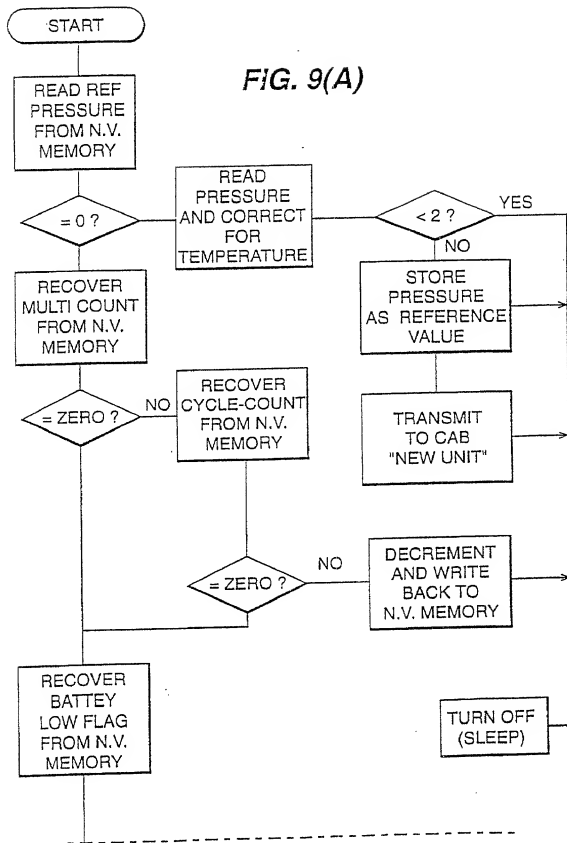 START
FIG. 9(A)
READ REF
PRESSURE
FROM N.V.
MEMORY
= 0 ?
READ
PRESSURE
AND CORRECT
FOR
TEMPERATURE
< 2 ?
YES
NO
STORE
PRESSURE
AS REFERENCE
VALUE
RECOVER
MULTI COUNT
FROM N.V.
MEMORY
= ZERO ?
NO
RECOVER
CYCLE-COUNT
FROM N.V.
MEMORY
TRANSMIT
TO CAB
"NEW UNIT"
= ZERO ?
NO
DECREMENT
AND WRITE
BACK TO
N.V. MEMORY
RECOVER
BATTEY
LOW FLAG
FROM N.V.
MEMORY
TURN OFF
(SLEEP)